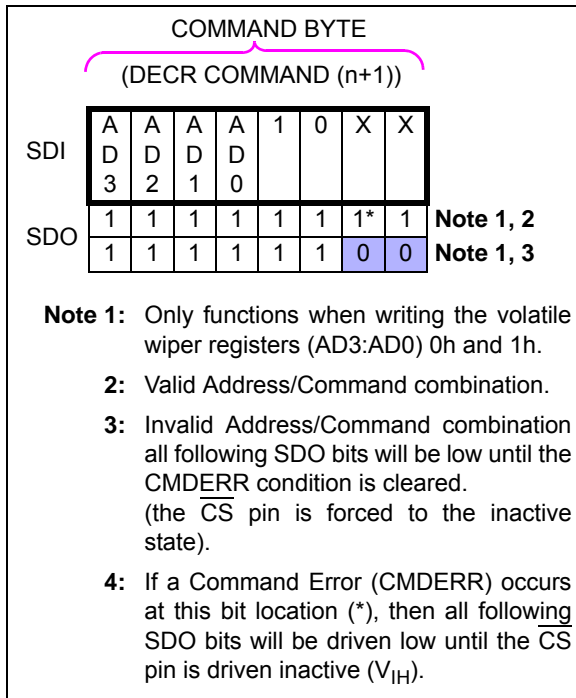 COMMAND BYTE
(DECR COMMAND (n+1))
SDI
A A A A 1 0 X X
D D D D
3 2 1 0
SDO
1 1 1 1 1 1 1* 1 Note 1, 2
1 1 1 1 1 1 0 0 Note 1, 3
Note 1: Only functions when writing the volatile
wiper registers (AD3:AD0) 0h and 1h.
2: Valid Address/Command combination.
3: Invalid Address/Command combination
all following SDO bits will be low until the
CMDERR condition is cleared.
(the CS pin is forced to the inactive
state).
4: If a Command Error (CMDERR) occurs
at this bit location (*), then all following
SDO bits will be driven low until the CS
pin is driven inactive (VIH).